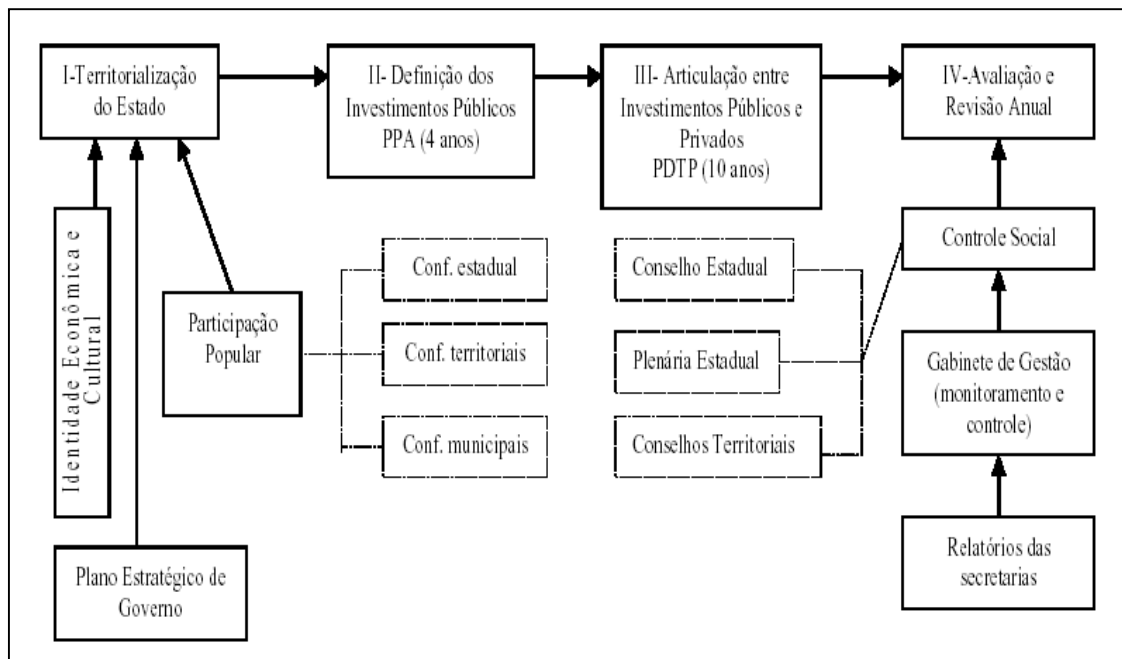 I-Territorialização
do Estado
II- Definição dos
Investimentos Públicos
PPA (4 anos)
III- Articulação entre
Investimentos Públicos e
Privados
PDTP (10 anos)
IV-Avaliação e
Revisão Anual
Identidade Econômica e
Cultural
Participação
Popular
Conf. estadual
Conf. territoriais
Conf. municipais
Conselho Estadual
Plenária Estadual
Conselhos Territoriais
Controle Social
Gabinete de Gestão
(monitoramento e
controle)
Relatórios das
secretarias
Plano Estratégico de
Governo